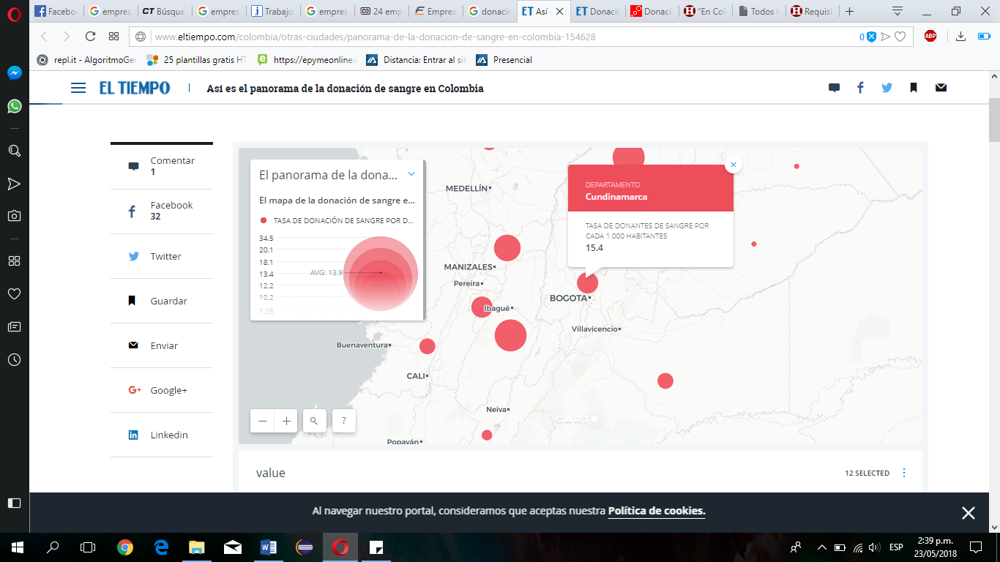 Facebo
empres
Búsque
empres
Trabajo
empres
24 emp
Empres
donacio
Así
Donacio
Donaci
“En Col
Todos l
Requisi
www.eltiempo.com/colombia/otras-ciudades/panorama-de-la-donacion-de-sangre-en-colombia-154628
0
ABP
repl.it - AlgoritmoGer
25 plantillas gratis HT
https://epymeonline.
Distancia: Entrar al sit
Presencial
EL TIEMPO
Así es el panorama de la donación de sangre en Colombia
Comentar
1
Facebook
32
Twitter
Guardar
Enviar
Google+
Linkedin
El panorama de la dona...
El mapa de la donación de sangre e...
TASA DE DONACIÓN DE SANGRE POR D...
34.5
20.1
18.1
13.4
12.2
10.2
1.28
AVG: 13.9
MEDELLÍN
MANIZALES
Pereira
Ibagué
BOGOTA
Villavicencio
Buenaventura
CALI
Neiva
Popayán
DEPARTAMENTO
Cundinamarca
TASA DE DONANTES DE SANGRE POR
CADA 1.000 HABITANTES
15.4
CARTO
?
value
12 SELECTED
Al navegar nuestro portal, consideramos que aceptas nuestra Política de cookies.
ESP
2:39 p.m.
23/05/2018